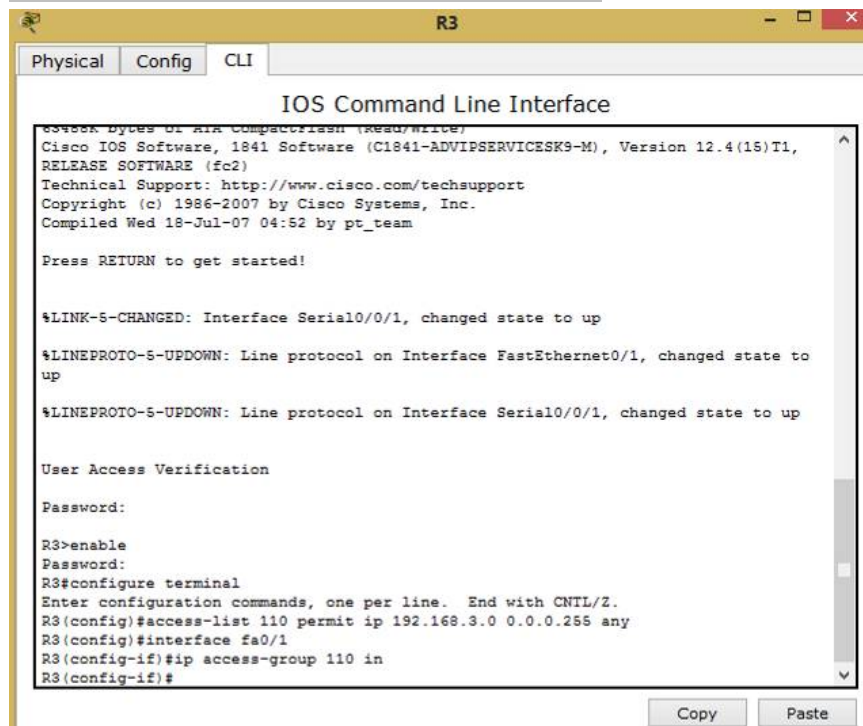 R3
Physical Config CLI
IOS Command Line Interface
63488K bytes of ATA CompactFlash (Read/Write)
Cisco IOS Software, 1841 Software (C1841-ADVIPSERVICESK9-M), Version 12.4(15)T1,
RELEASE SOFTWARE (fc2)
Technical Support: http://www.cisco.com/techsupport
Copyright (c) 1986-2007 by Cisco Systems, Inc.
Compiled Wed 18-Jul-07 04:52 by pt_team
Press RETURN to get started!
%LINK-5-CHANGED: Interface Serial0/0/1, changed state to up
%LINEPROTO-5-UPDOWN: Line protocol on Interface FastEthernet0/1, changed state to
up
%LINEPROTO-5-UPDOWN: Line protocol on Interface Serial0/0/1, changed state to up
User Access Verification
Password:
R3>enable
Password:
R3#configure terminal
Enter configuration commands, one per line.  End with CNTL/Z.
R3(config)#access-list 110 permit ip 192.168.3.0 0.0.0.255 any
R3(config)#interface fa0/1
R3(config-if)#ip access-group 110 in
R3(config-if)#
Copy Paste